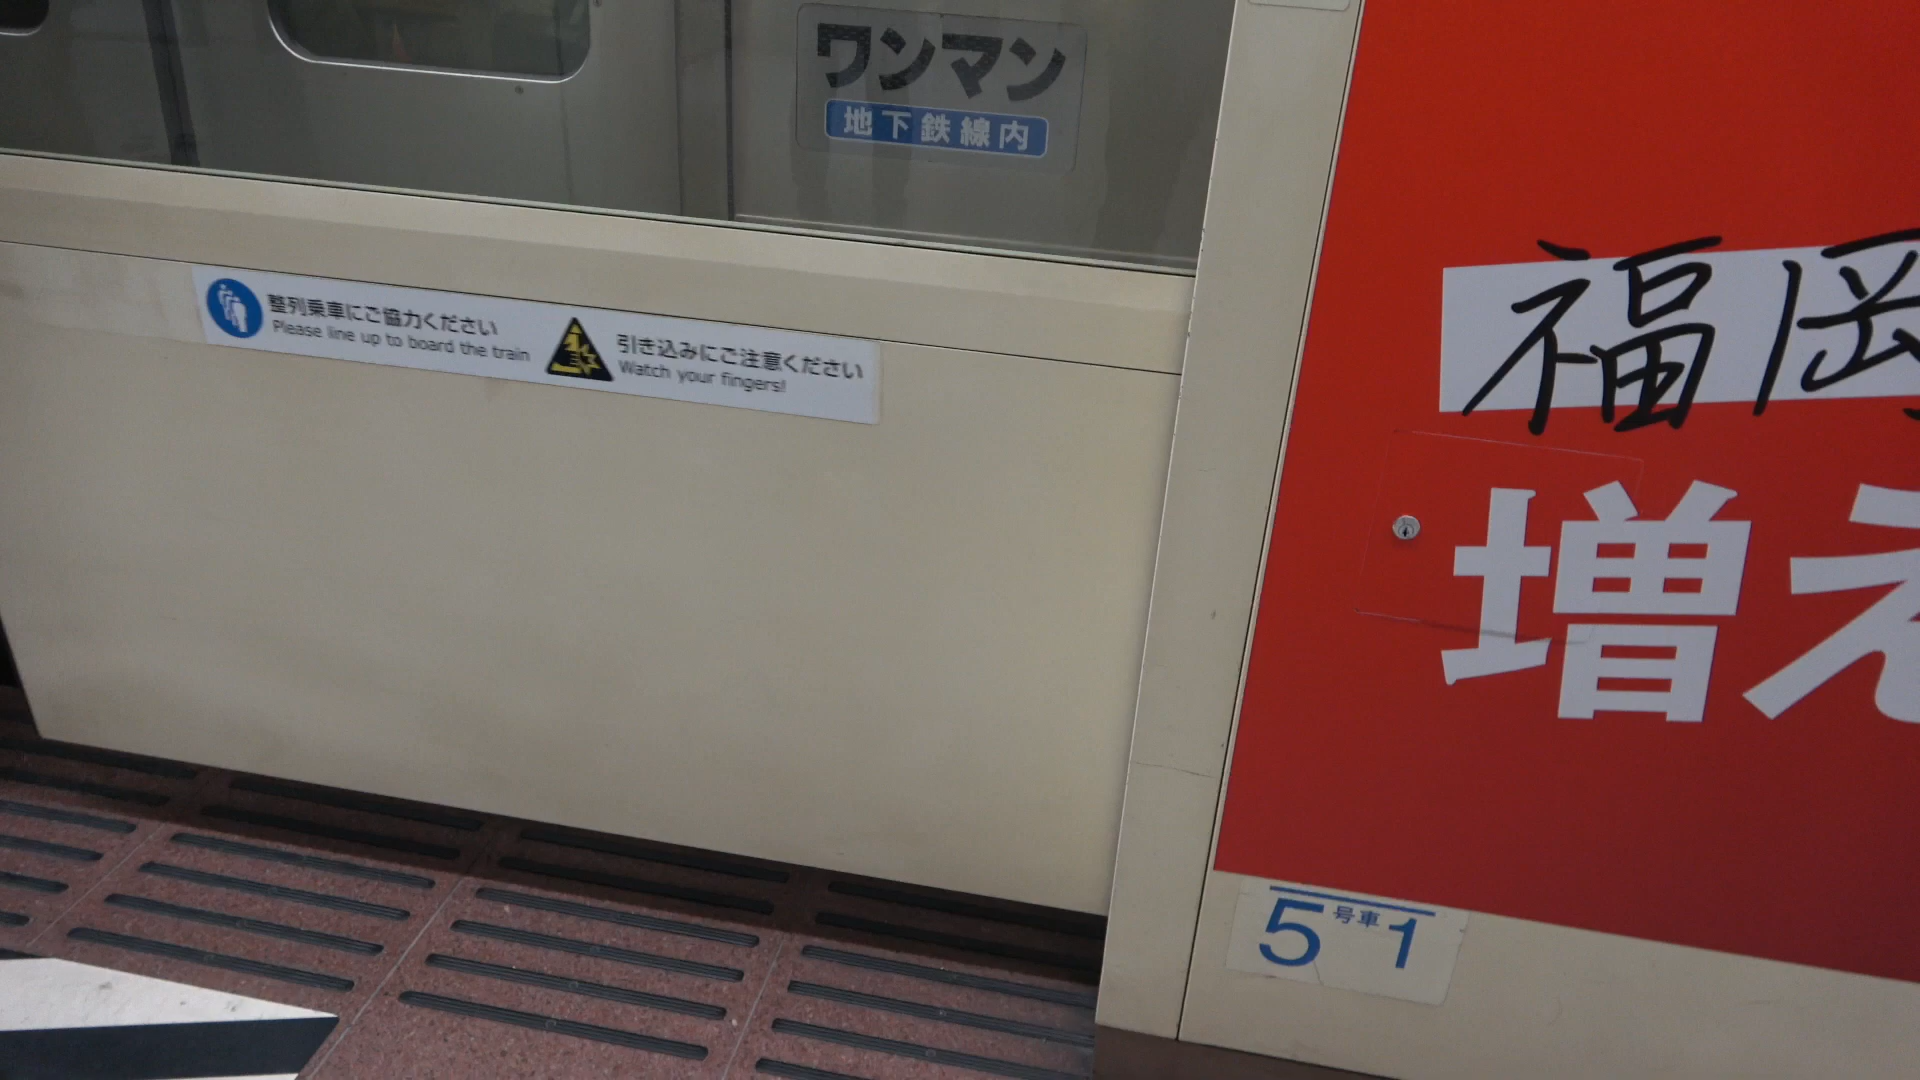 ワンマン
地下鉄線内
整列乗車にご協力ください
Please line up to board the train
引き込みにご注意ください
Watch your fingers!
福岡
増え
5号車1